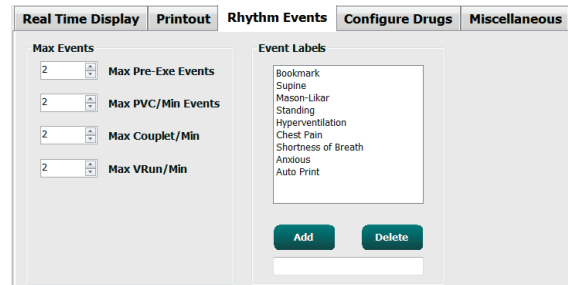 Real Time Display Printout Rhythm Events Configure Drugs Miscellaneous
Max Events
2 Max Pre-Exe Events
2 Max PVC/Min Events
2 Max Couplet/Min
2 Max VRun/Min
Event Labels
Bookmark
Supine
Mason-Likar
Standing
Hyperventilation
Chest Pain
Shortness of Breath
Anxious
Auto Print
Add Delete